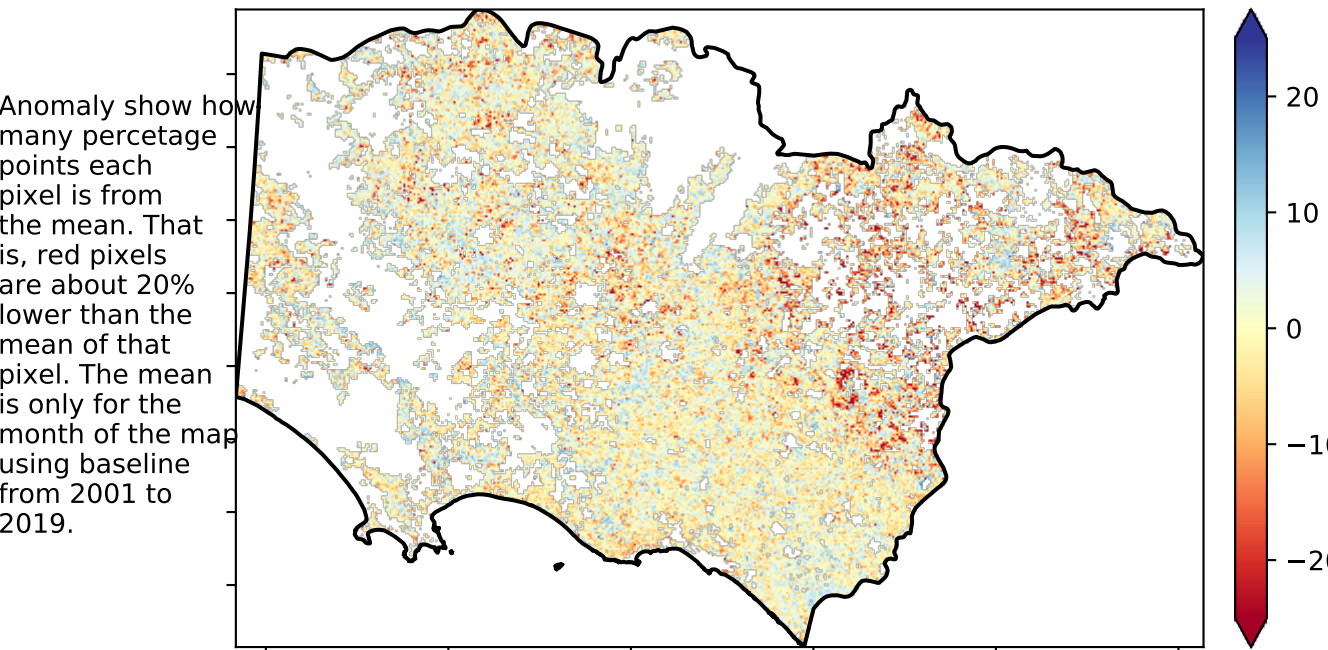 Anomaly show how
many percetage
points each
pixel is from
the mean. That
is, red pixels
are about 20%
lower than the
mean of that
pixel. The mean
is only for the
month of the map
using baseline
from 2001 to
2019.
20
10
0
−10